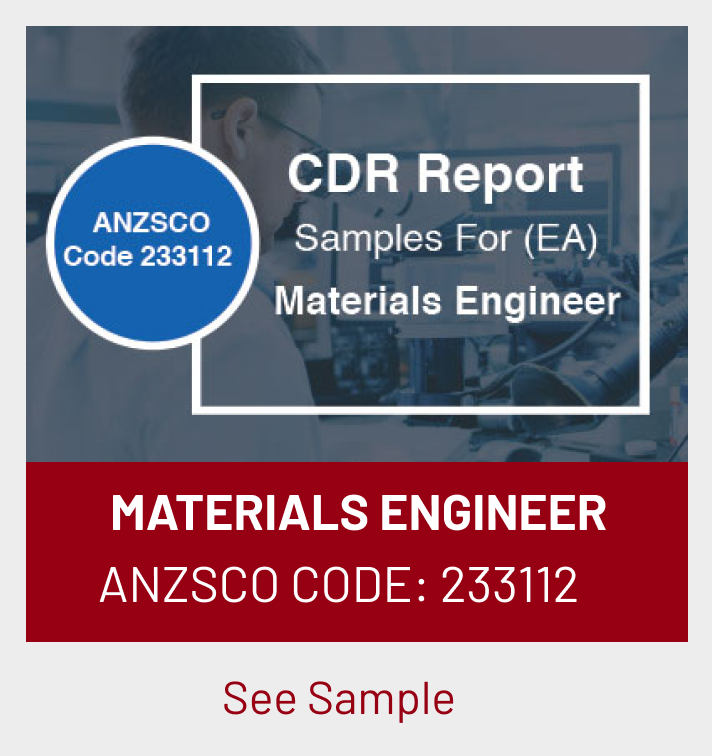 ANZSCO
Code 233112
CDR Report
Samples For (EA)
Materials Engineer
MATERIALS ENGINEER
ANZSCO CODE: 233112
See Sample